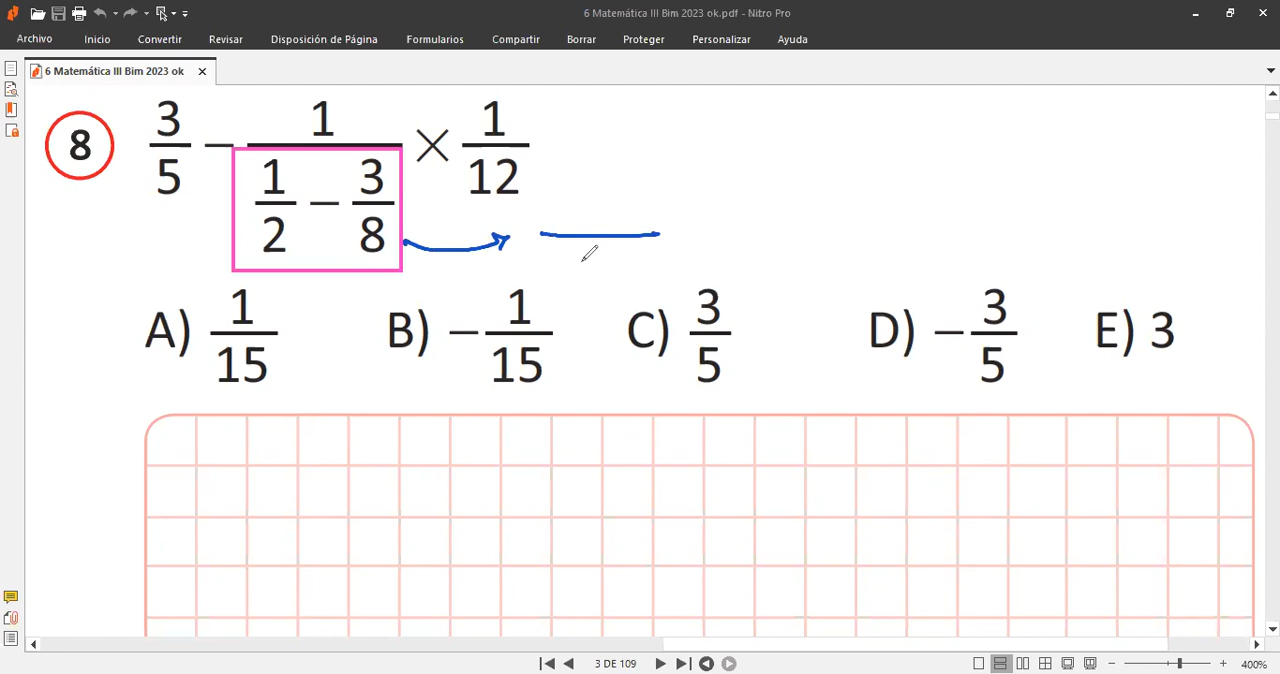 6 Matemática III Bim 2023 ok.pdf - Nitro Pro
Archivo Inicio Convertir Revisar Disposición de Página Formularios Compartir Borrar Proteger Personalizar Ayuda
6 Matemática III Bim 2023 ok
8 3/5 − 1/(1/2 − 3/8) × 1/12
A) 1/15 B) −1/15 C) 3/5 D) −3/5 E) 3
3 DE 109 400%